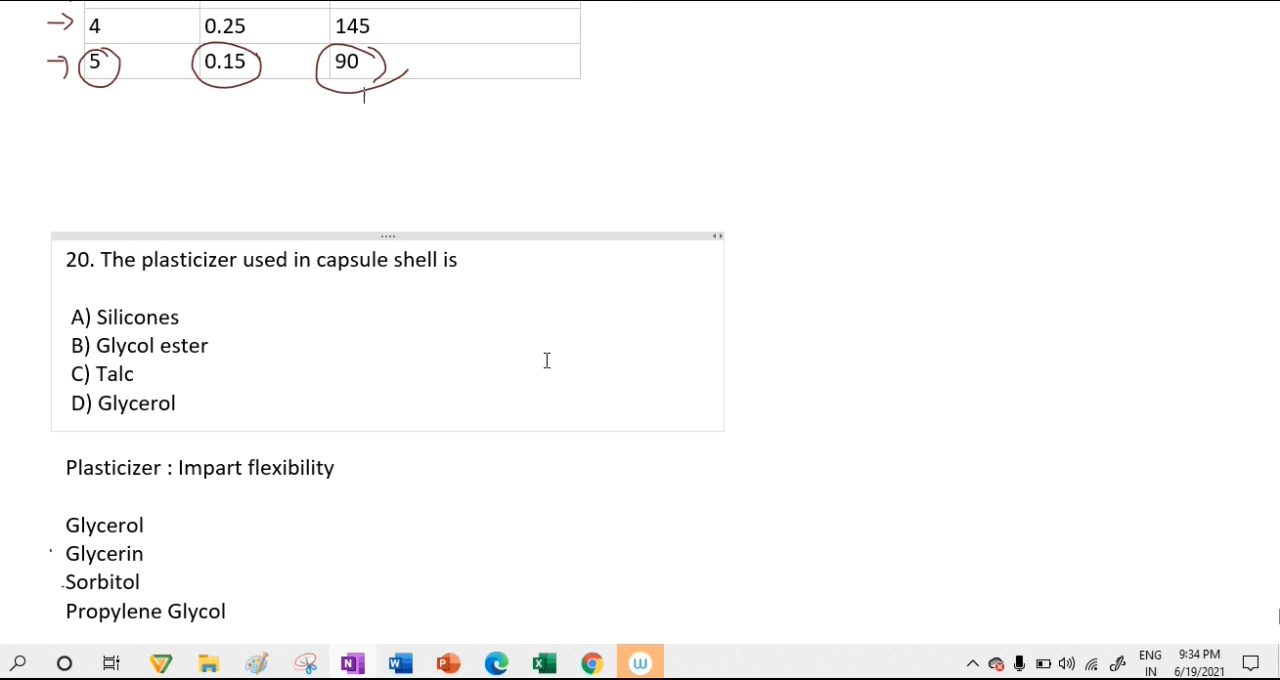 4 0.25 145
5 0.15 90
20. The plasticizer used in capsule shell is
A) Silicones
B) Glycol ester
C) Talc
D) Glycerol
Plasticizer : Impart flexibility
Glycerol
Glycerin
Sorbitol
Propylene Glycol
ENG 9:34 PM
IN 6/19/2021